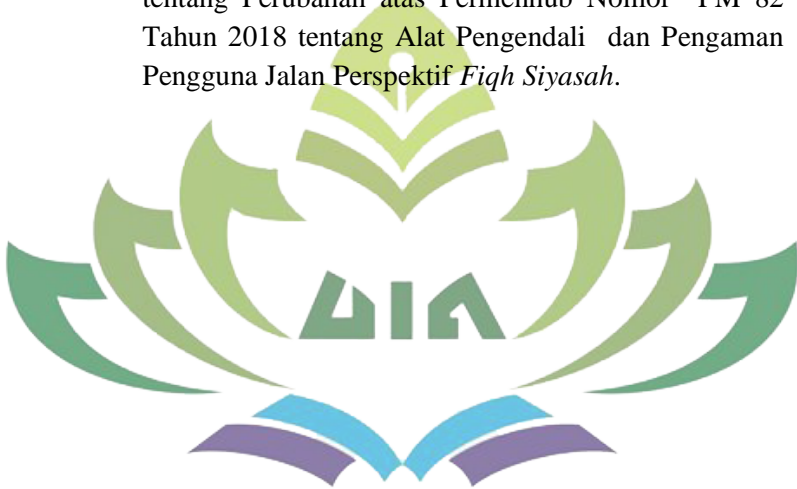 tentang Perubahan atas Permenhub Nomor PM 82
Tahun 2018 tentang Alat Pengendali dan Pengaman
Pengguna Jalan Perspektif Fiqh Siyasah.
UIN